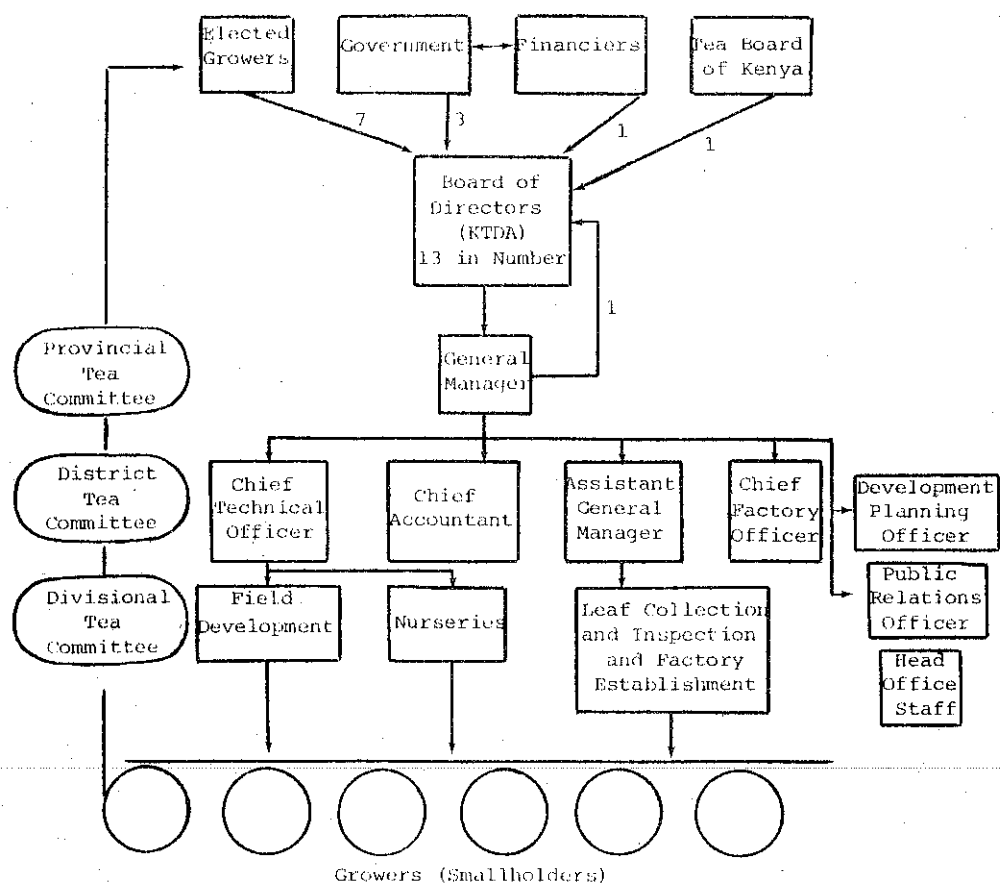 Elected
Growers
Government
Financiers
Tea Board
of Kenya
7
3
1
1
Board of
Directors
(KTDA)
13 in Number
1
General
Manager
Provincial
Tea
Committee
District
Tea
Committee
Divisional
Tea
Committee
Chief
Technical
Officer
Chief
Accountant
Assistant
General
Manager
Chief
Factory
Officer
Development
Planning
Officer
Public
Relations
Officer
Head
Office
Staff
Field
Development
Nurseries
Leaf Collection
and Inspection
and Factory
Establishment
Growers (Smallholders)